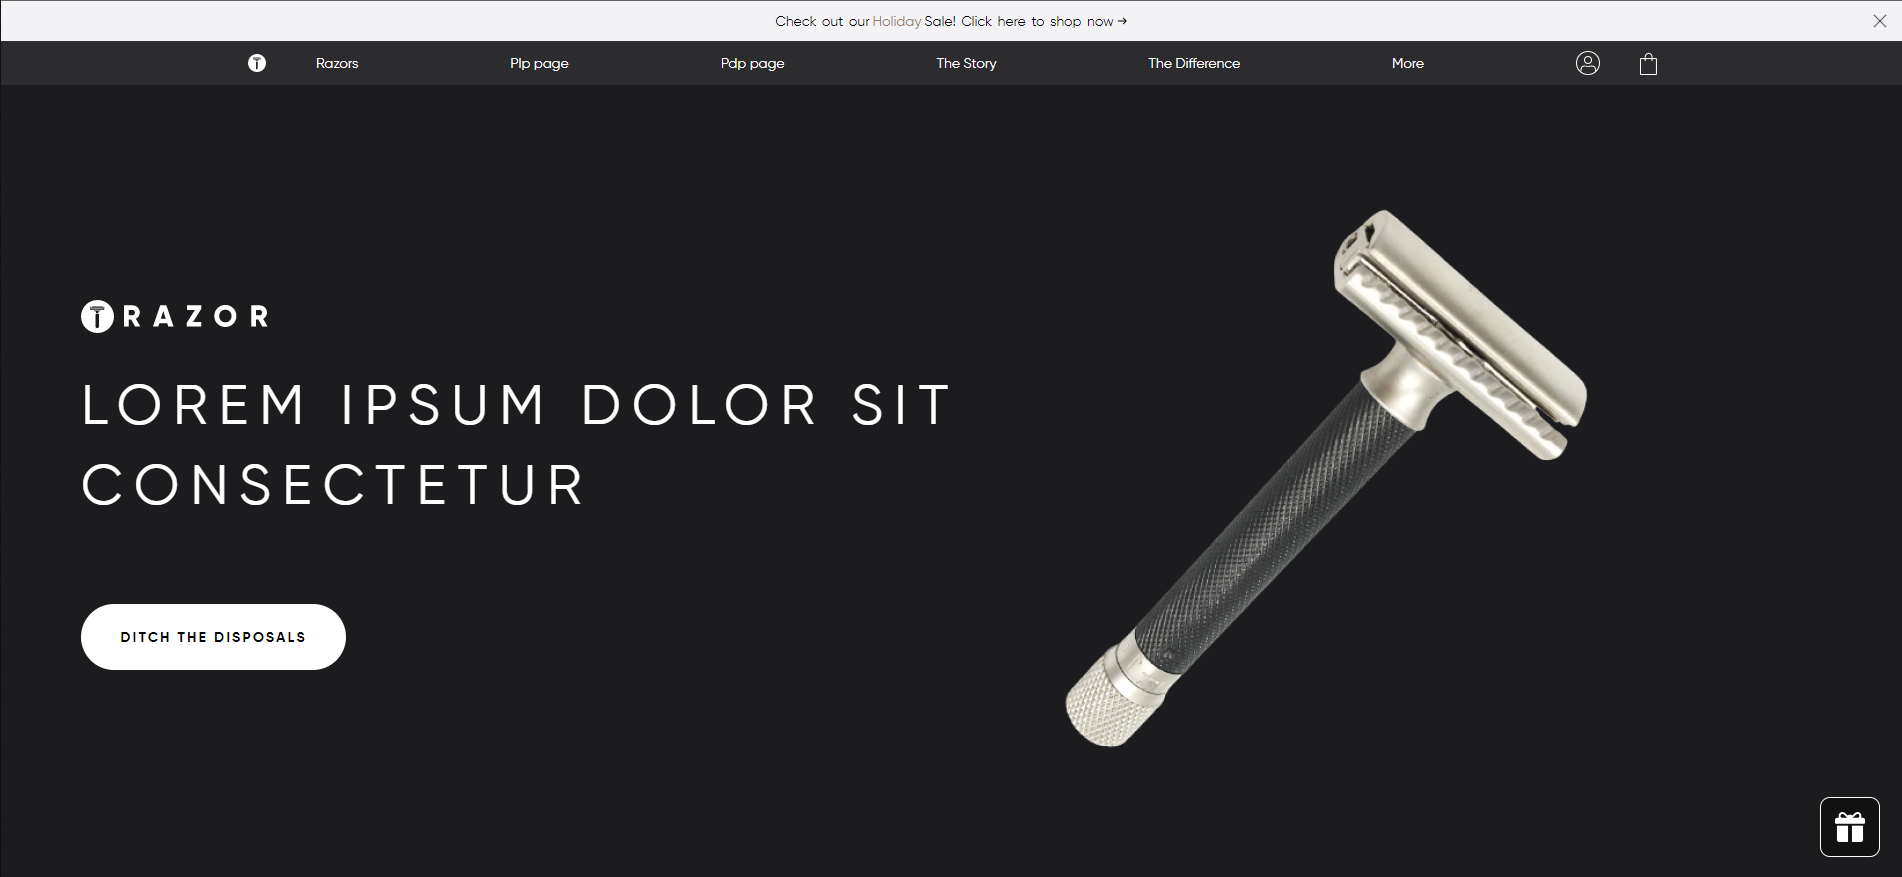 Check out our Holiday Sale! Click here to shop now →
Razors Plp page Pdp page The Story The Difference More
RAZOR
LOREM IPSUM DOLOR SIT
CONSECTETUR
DITCH THE DISPOSALS